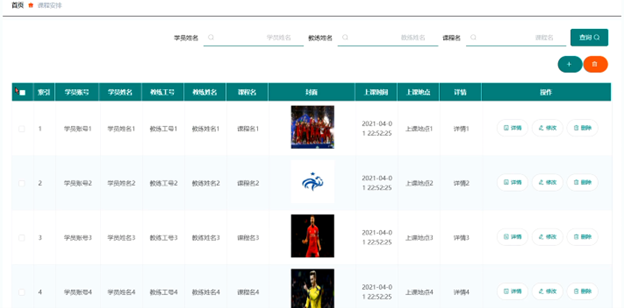 首页 课程安排
学员姓名 学员姓名 教练姓名 教练姓名 课程名 课程名 查询
+
索引 学员账号 学员姓名 教练工号 教练姓名 课程名 封面 上课时间 上课地点 详情 操作
1 学员账号1 学员姓名1 教练工号1 教练姓名1 课程名1 2021-04-0 上课地点1 详情1 详情 修改 删除
1 22:52:25
2 学员账号2 学员姓名2 教练工号2 教练姓名2 课程名2 2021-04-0 上课地点2 详情2 详情 修改 删除
1 22:52:25
3 学员账号3 学员姓名3 教练工号3 教练姓名3 课程名3 2021-04-0 上课地点3 详情3 详情 修改 删除
1 22:52:25
4 学员账号4 学员姓名4 教练工号4 教练姓名4 课程名4 2021-04-0 上课地点4 详情4 详情 修改 删除
1 22:52:25